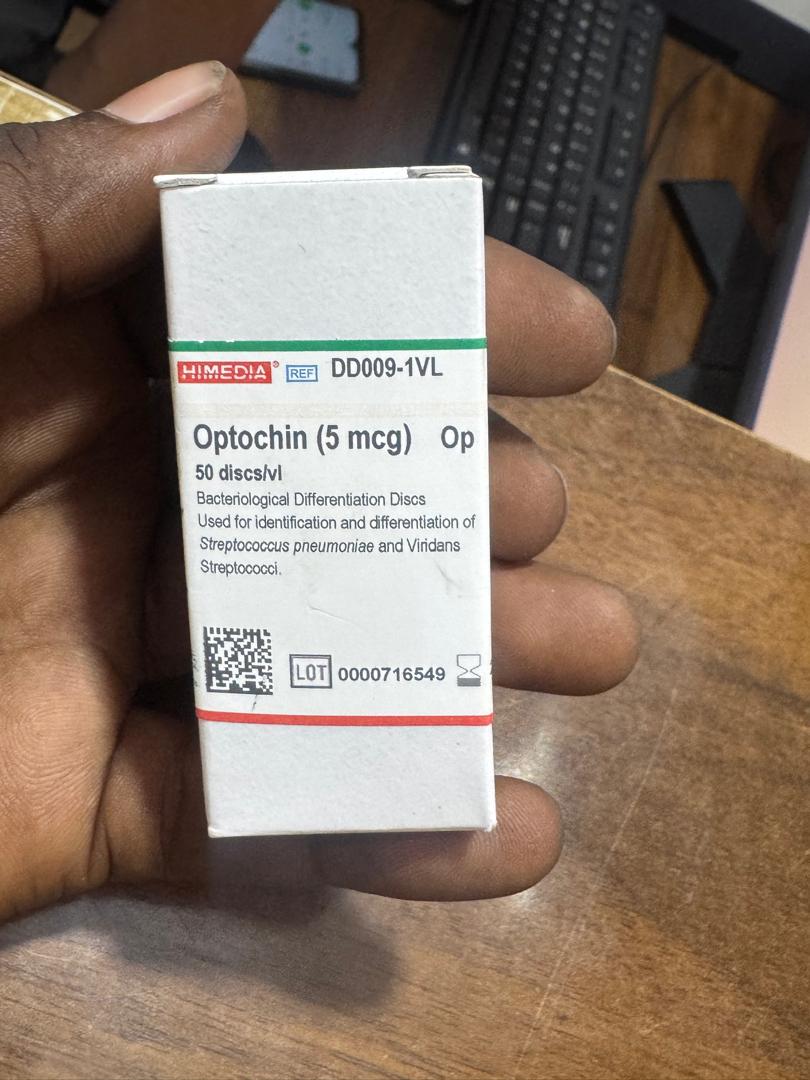 HIMEDIA® REF DD009-1VL
Optochin (5 mcg) Op
50 discs/vl
Bacteriological Differentiation Discs
Used for identification and differentiation of
Streptococcus pneumoniae and Viridans
Streptococci.
LOT 0000716549